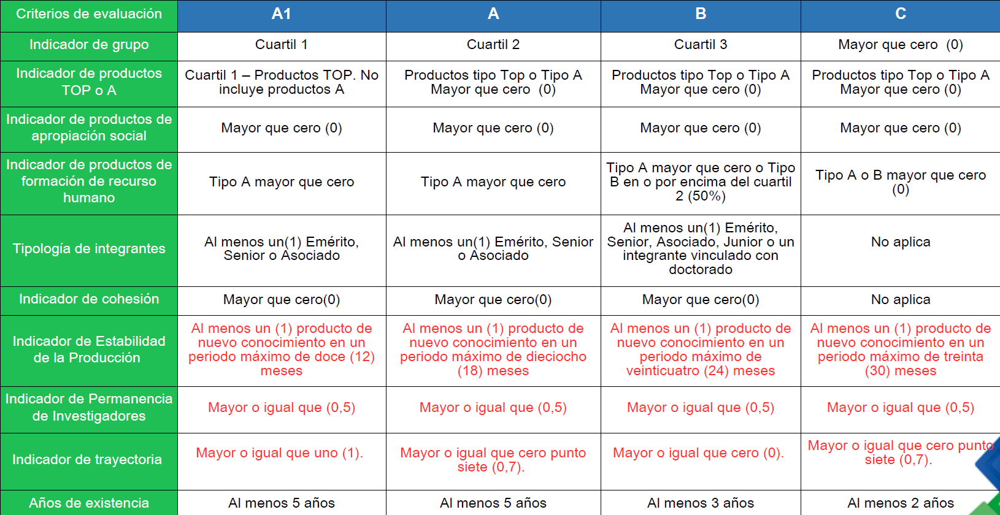 Criterios de evaluación
A1
A
B
C
Indicador de grupo
Cuartil 1
Cuartil 2
Cuartil 3
Mayor que cero  (0)
Indicador de productos
TOP o A
Cuartil 1 – Productos TOP. No
incluye productos A
Productos tipo Top o Tipo A
Mayor que cero  (0)
Productos tipo Top o Tipo A
Mayor que cero (0)
Productos tipo Top o Tipo A
Mayor que cero (0)
Indicador de productos de
apropiación social
Mayor que cero (0)
Mayor que cero (0)
Mayor que cero (0)
Mayor que cero (0)
Indicador de productos de
formación de recurso
humano
Tipo A mayor que cero
Tipo A mayor que cero
Tipo A mayor que cero o Tipo
B en o por encima del cuartil
2 (50%)
Tipo A o B mayor que cero
(0)
Tipología de integrantes
Al menos un(1) Emérito,
Senior o Asociado
Al menos un(1) Emérito, Senior
o Asociado
Al menos un(1) Emérito,
Senior, Asociado, Junior o un
integrante vinculado con
doctorado
No aplica
Indicador de cohesión
Mayor que cero(0)
Mayor que cero(0)
Mayor que cero(0)
No aplica
Indicador de Estabilidad
de la Producción
Al menos un (1) producto de
nuevo conocimiento en un
periodo máximo de doce (12)
meses
Al menos un (1) producto de
nuevo conocimiento en un
periodo máximo de dieciocho
(18) meses
Al menos un (1) producto de
nuevo conocimiento en un
periodo máximo de
veinticuatro (24) meses
Al menos un (1) producto de
nuevo conocimiento en un
periodo máximo de treinta
(30) meses
Indicador de Permanencia
de Investigadores
Mayor o igual que (0,5)
Mayor o igual que (0,5)
Mayor o igual que (0,5)
Mayor o igual que (0,5)
Indicador de trayectoria
Mayor o igual que uno (1).
Mayor o igual que cero punto
siete (0,7).
Mayor o igual que cero (0).
Mayor o igual que cero punto
siete (0,7).
Años de existencia
Al menos 5 años
Al menos 5 años
Al menos 3 años
Al menos 2 años